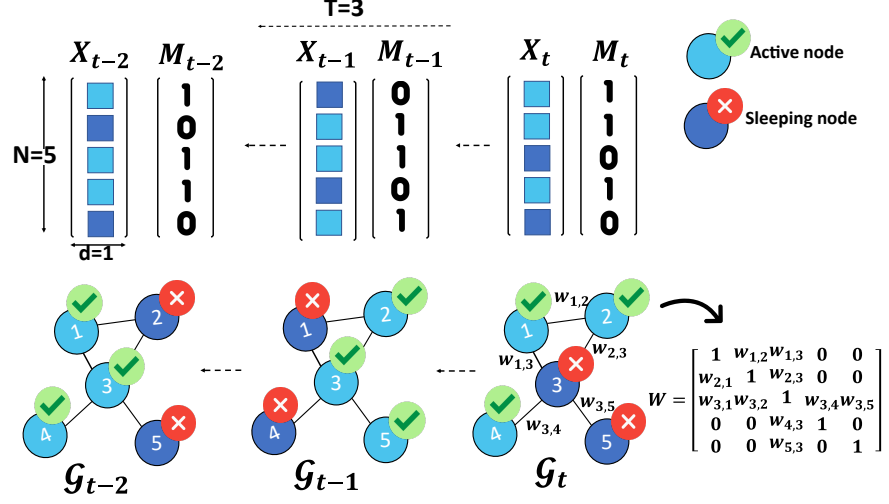 T=3
X_{t-2} M_{t-2} X_{t-1} M_{t-1} X_t M_t
1 0 1
0 1 1
1 1 0
1 0 1
0 1 0
N=5
d=1
Active node
Sleeping node
1 2 3 4 5
1 2 3 4 5
1 2 3 4 5
w_{1,2}
w_{1,3} w_{2,3}
w_{3,4} w_{3,5}
G_{t-2} G_{t-1} G_t
W =
1 w_{1,2} w_{1,3} 0 0
w_{2,1} 1 w_{2,3} 0 0
w_{3,1} w_{3,2} 1 w_{3,4} w_{3,5}
0 0 w_{4,3} 1 0
0 0 w_{5,3} 0 1